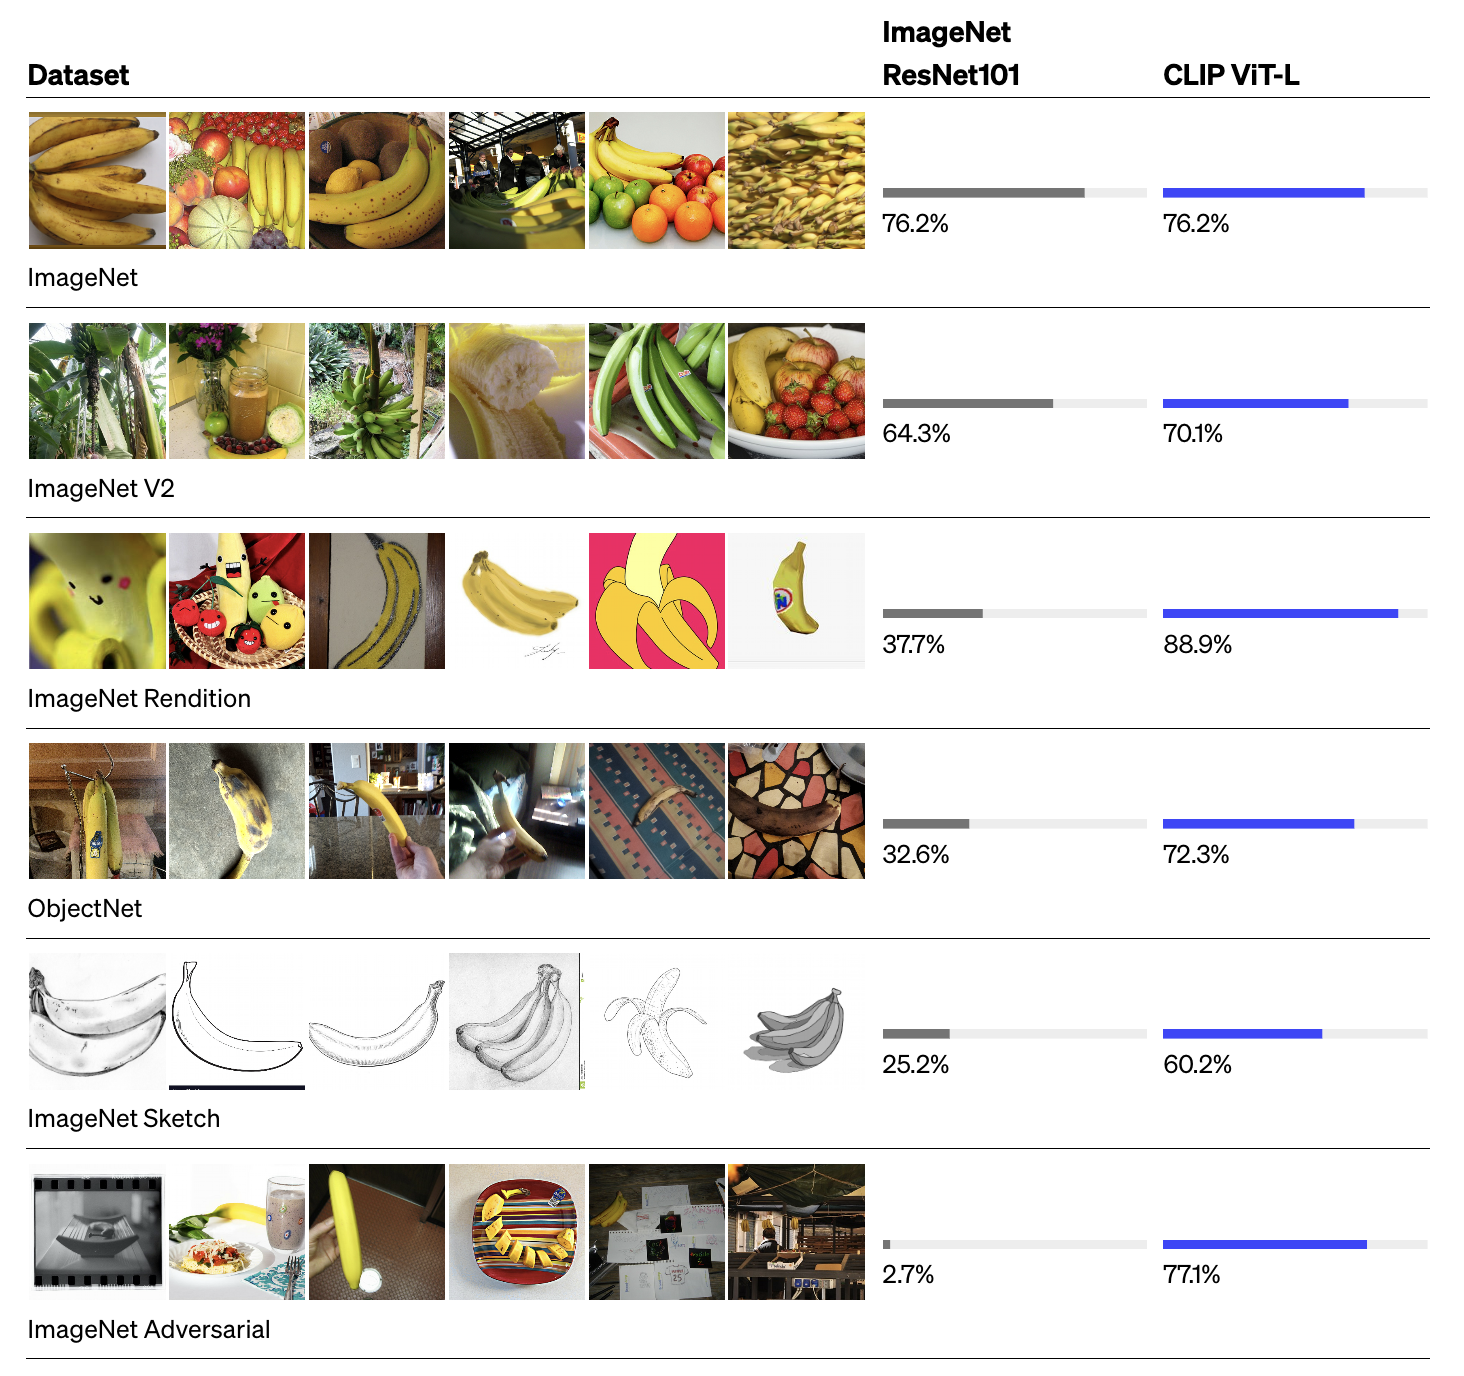 ImageNet
Dataset
ResNet101
CLIP ViT-L
76.2%
76.2%
ImageNet
64.3%
70.1%
ImageNet V2
37.7%
88.9%
ImageNet Rendition
32.6%
72.3%
ObjectNet
25.2%
60.2%
ImageNet Sketch
2.7%
77.1%
ImageNet Adversarial